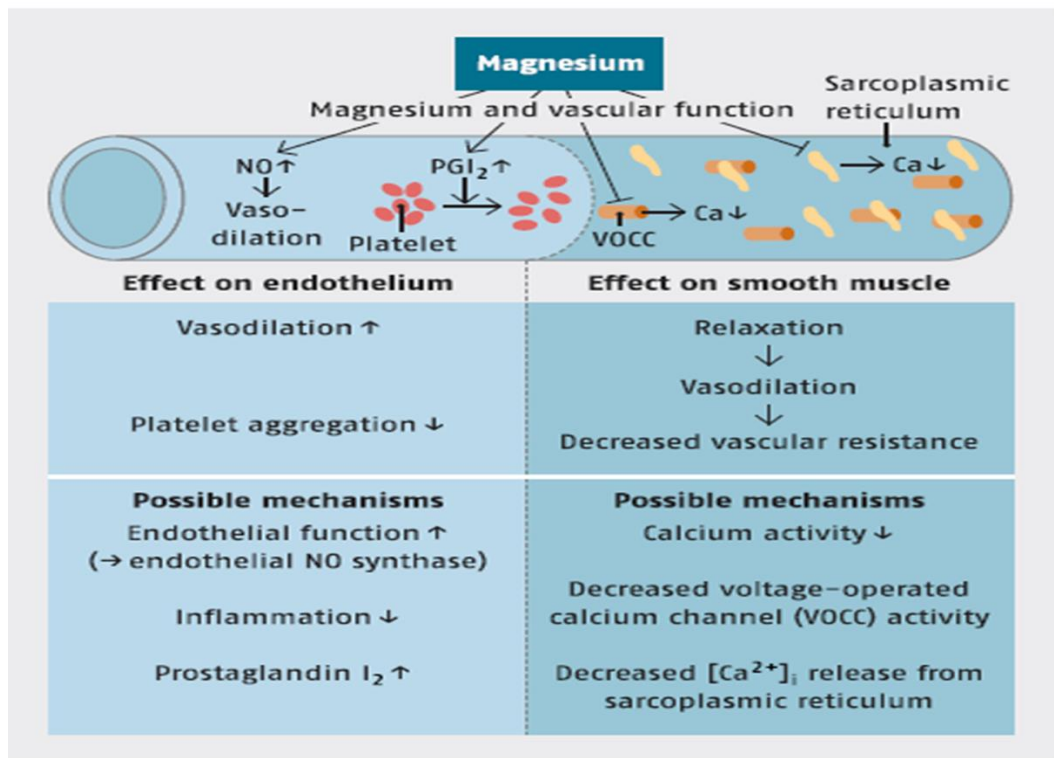 Magnesium
Magnesium and vascular function
Sarcoplasmic
reticulum
NO↑
Vaso-
dilation
PGI₂↑
Platelet
VOCC
Ca↓
Ca↓
Effect on endothelium
Vasodilation ↑
Platelet aggregation ↓
Effect on smooth muscle
Relaxation
↓
Vasodilation
↓
Decreased vascular resistance
Possible mechanisms
Endothelial function ↑
(→ endothelial NO synthase)
Inflammation ↓
Prostaglandin I₂ ↑
Possible mechanisms
Calcium activity ↓
Decreased voltage-operated
calcium channel (VOCC) activity
Decreased [Ca²⁺]ᵢ release from
sarcoplasmic reticulum